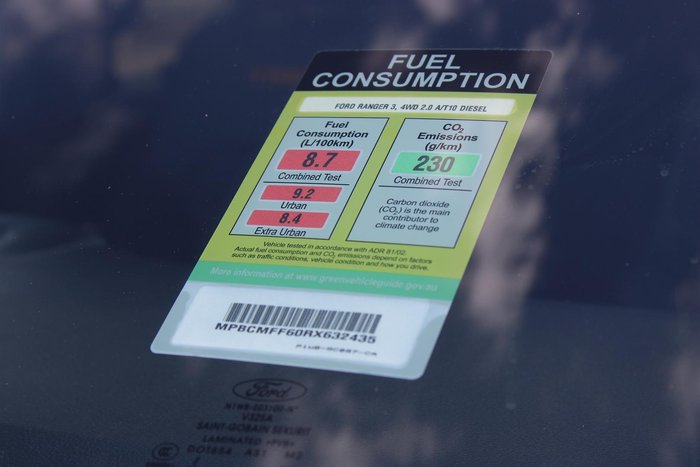 FUEL
CONSUMPTION
FORD RANGER 3, 4WD 2.0 A/T10 DIESEL
Fuel
Consumption
(L/100km)
8.7
Combined Test
9.2
Urban
8.4
Extra Urban
CO2
Emissions
(g/km)
230
Combined Test
Carbon dioxide
(CO2) is the main
contributor to
climate change
Vehicle tested in accordance with ADR 81/02.
Actual fuel consumption and CO2 emissions depend on factors
such as traffic conditions, vehicle condition and how you drive.
More information at www.greenvehicleguide.gov.au
MPBCMFF60RX632435
Ford
SAINT-GOBAIN SEKURIT
LAMINATED